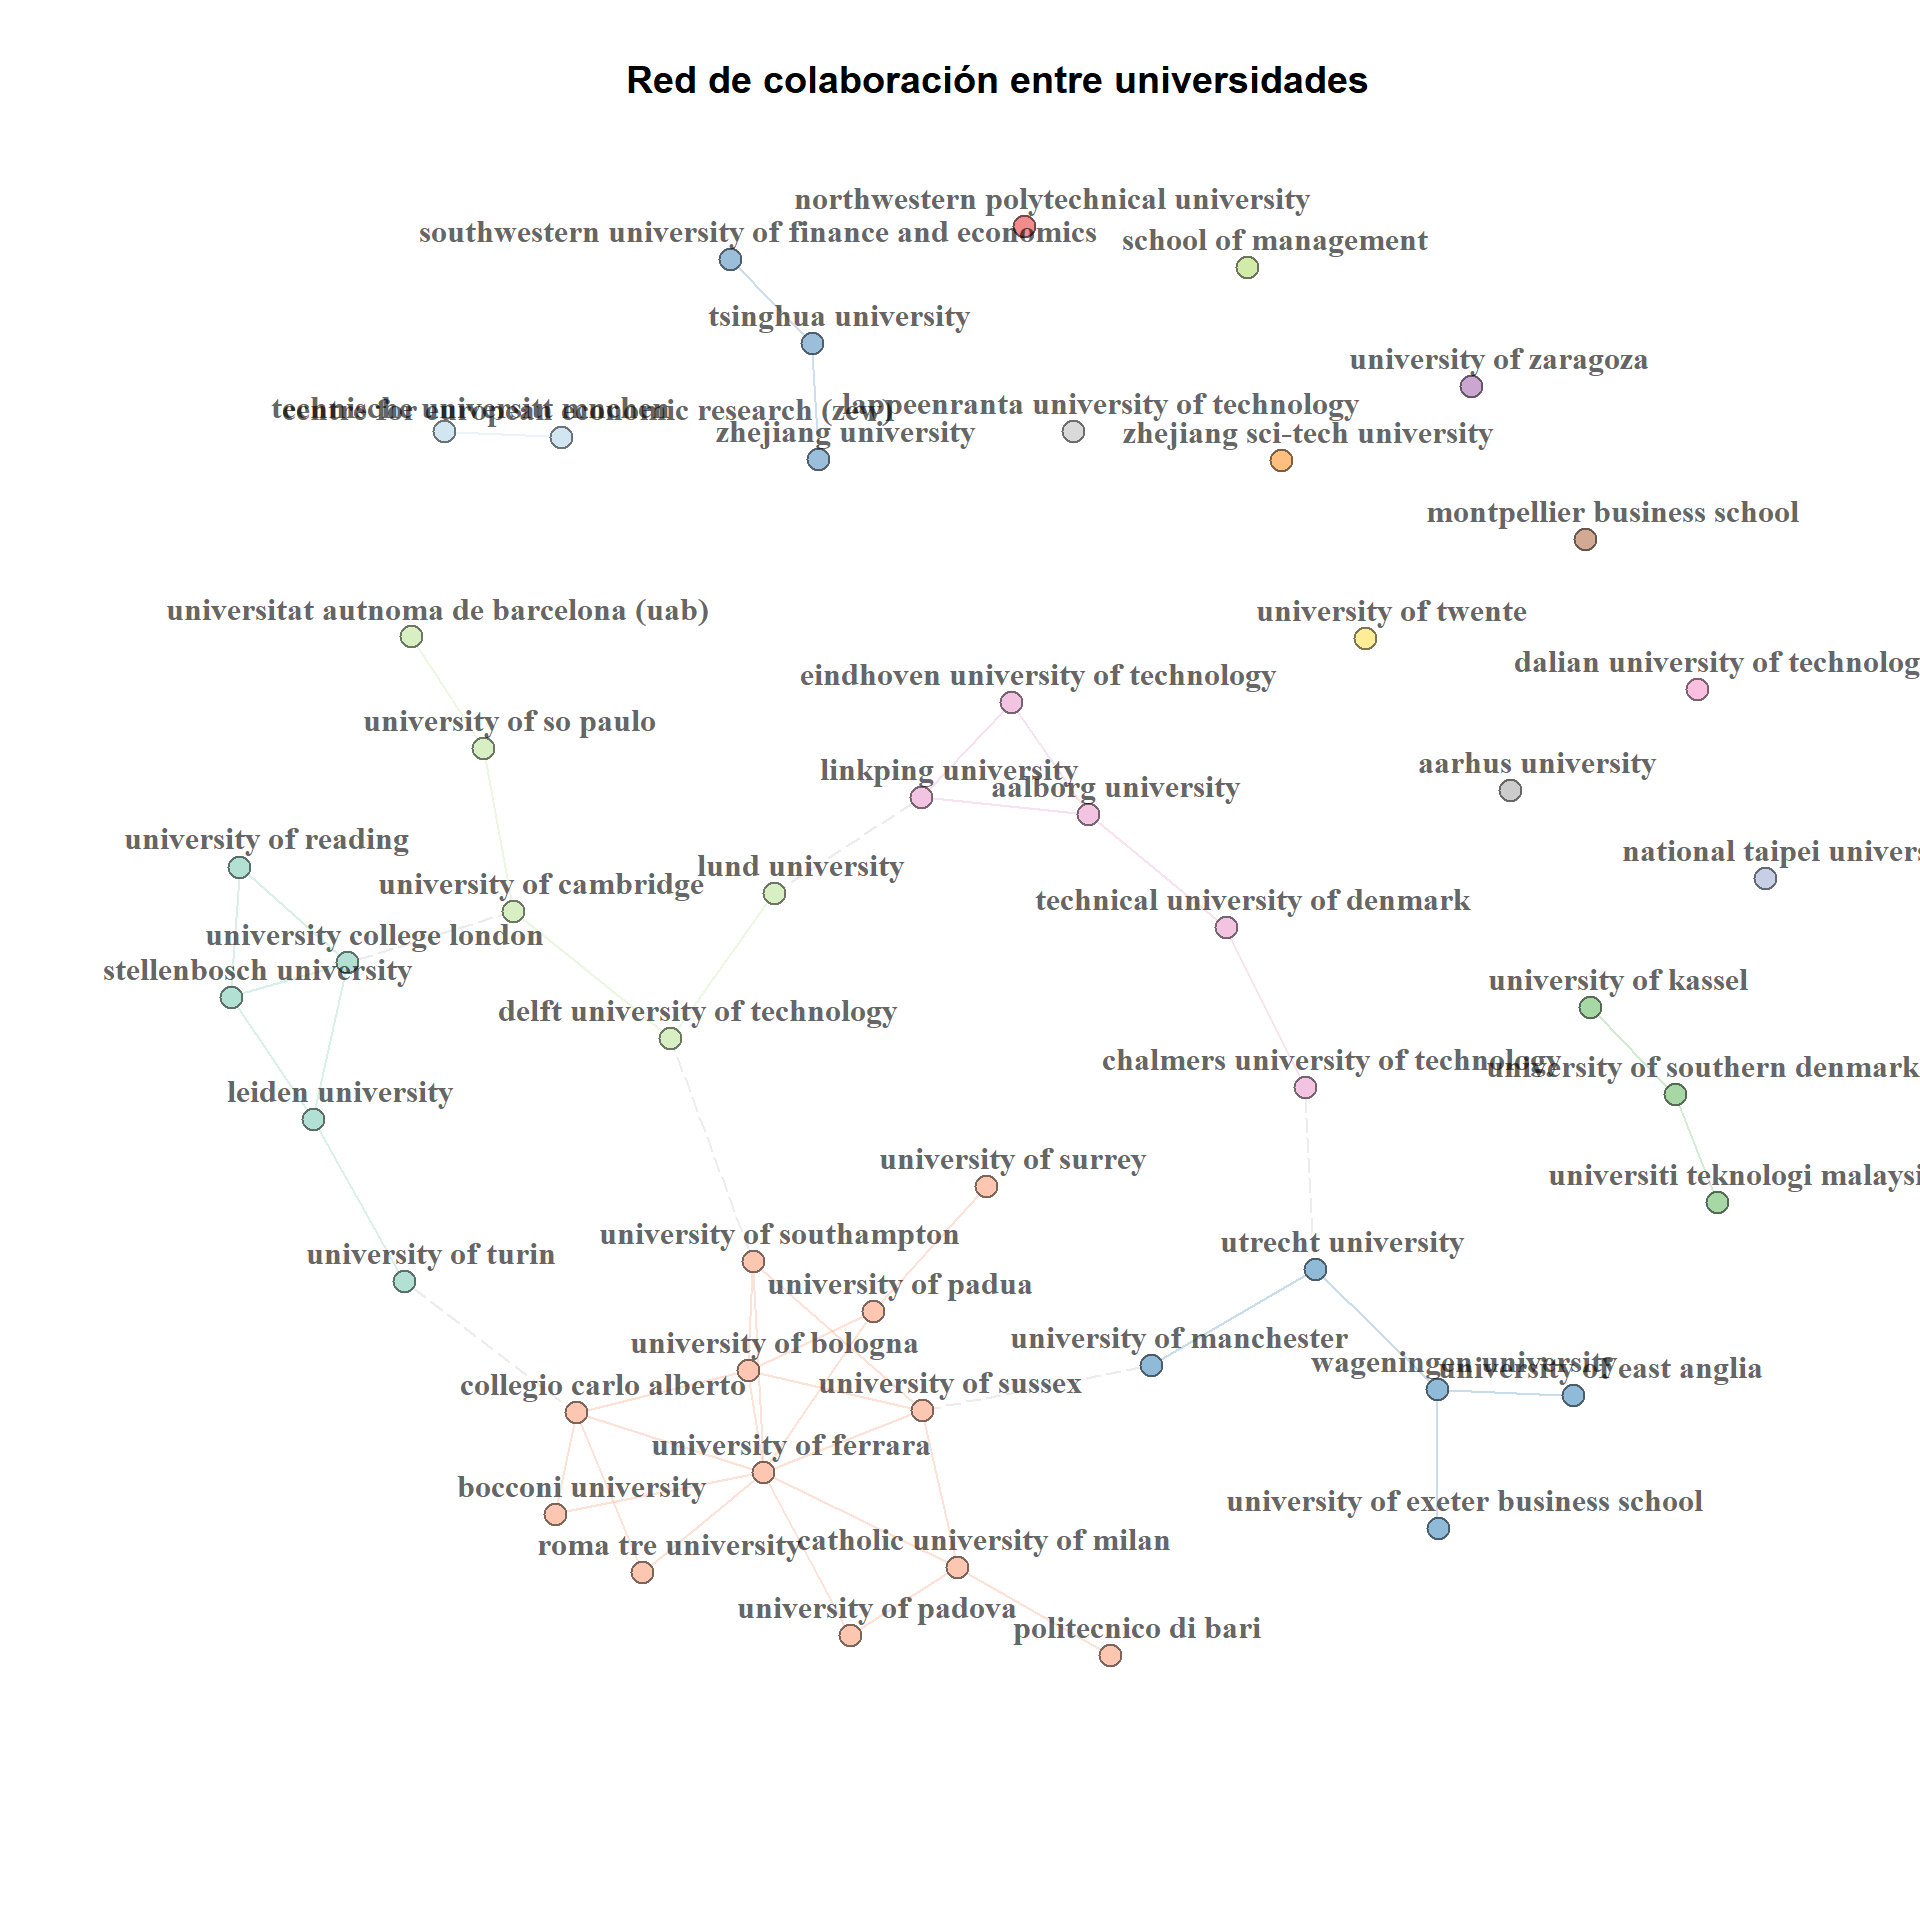 Red de colaboración entre universidades
northwestern polytechnical university
southwestern university of finance and economics
school of management
tsinghua university
university of zaragoza
lappeenranta university of technology
technische universitt mnchen
centre for european economic research (zew)
zhejiang university
zhejiang sci-tech university
montpellier business school
universitat autnoma de barcelona (uab)
university of twente
dalian university of technolog
eindhoven university of technology
university of so paulo
linkping university
aarhus university
aalborg university
university of reading
national taipei univers
lund university
university of cambridge
technical university of denmark
university college london
stellenbosch university
university of kassel
delft university of technology
chalmers university of technology
university of southern denmark
leiden university
university of surrey
universiti teknologi malaysi
university of southampton
utrecht university
university of turin
university of padua
university of manchester
university of bologna
wageningen university
university of east anglia
collegio carlo alberto
university of sussex
university of ferrara
bocconi university
university of exeter business school
roma tre university
catholic university of milan
university of padova
politecnico di bari